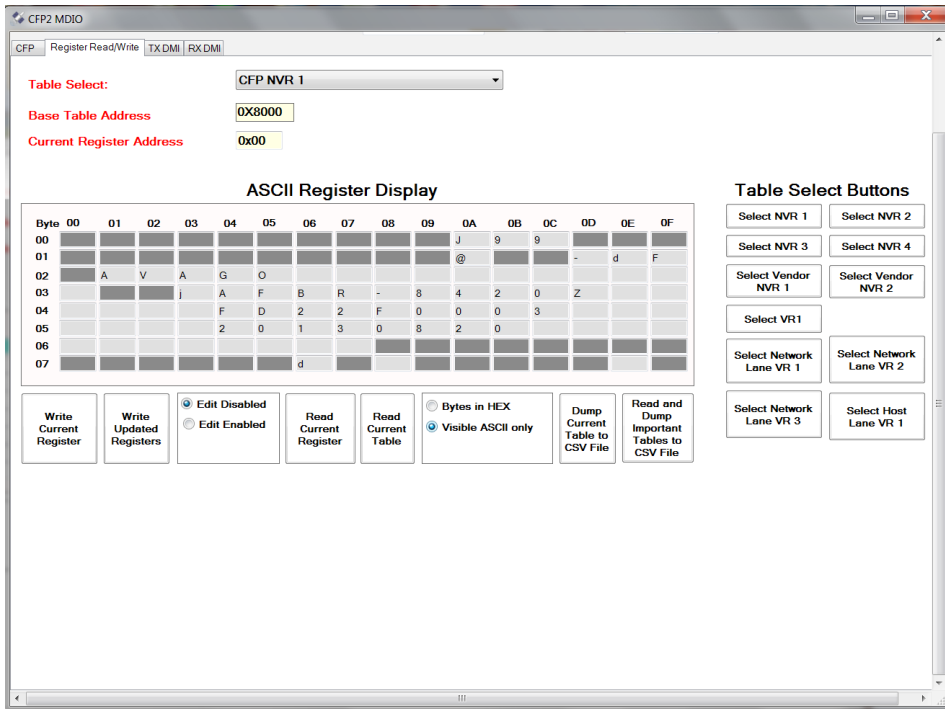 CFP2 MDIO
CFP Register Read/Write TX DMI RX DMI
Table Select: CFP NVR 1
Base Table Address 0X8000
Current Register Address 0x00
ASCII Register Display
Byte 00 01 02 03 04 05 06 07 08 09 0A 0B 0C 0D 0E 0F
00 J 9 9
01 @ - d F
02 A V A G O
03 j A F B R - 8 4 2 0 Z
04 F D 2 2 F 0 0 0 3
05 2 0 1 3 0 8 2 0
06
07 d
Write Current Register
Write Updated Registers
Edit Disabled
Edit Enabled
Read Current Register
Read Current Table
Bytes in HEX
Visible ASCII only
Dump Current Table to CSV File
Read and Dump Important Tables to CSV File
Table Select Buttons
Select NVR 1 Select NVR 2
Select NVR 3 Select NVR 4
Select Vendor NVR 1 Select Vendor NVR 2
Select VR1
Select Network Lane VR 1 Select Network Lane VR 2
Select Network Lane VR 3 Select Host Lane VR 1